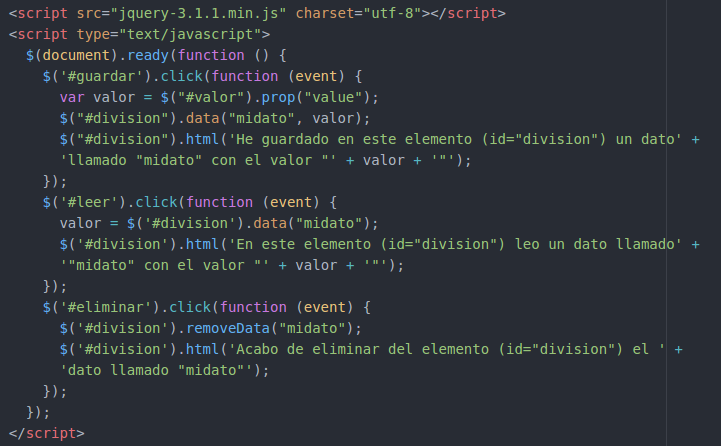 <script src="jquery-3.1.1.min.js" charset="utf-8"></script>
<script type="text/javascript">
  $(document).ready(function () {
    $('#guardar').click(function (event) {
      var valor = $("#valor").prop("value");
      $("#division").data("midato", valor);
      $("#division").html('He guardado en este elemento (id="division") un dato' +
      'llamado "midato" con el valor "' + valor + '"');
    });
    $('#leer').click(function (event) {
      valor = $('#division').data("midato");
      $('#division').html('En este elemento (id="division") leo un dato llamado' +
      '"midato" con el valor "' + valor + '"');
    });
    $('#eliminar').click(function (event) {
      $('#division').removeData("midato");
      $('#division').html('Acabo de eliminar del elemento (id="division") el ' +
      'dato llamado "midato"');
    });
  });
</script>